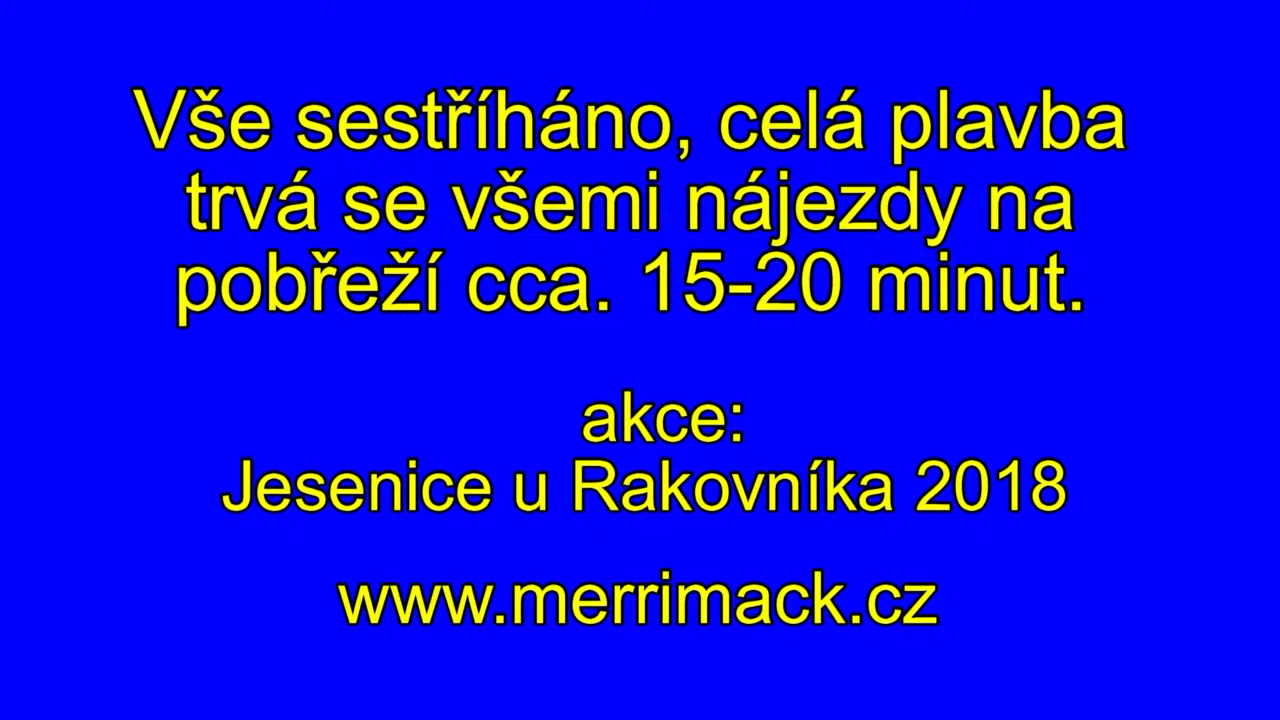 Vše sestříháno, celá plavba
trvá se všemi nájezdy na
pobřeží cca. 15-20 minut.
akce:
Jesenice u Rakovníka 2018
www.merrimack.cz